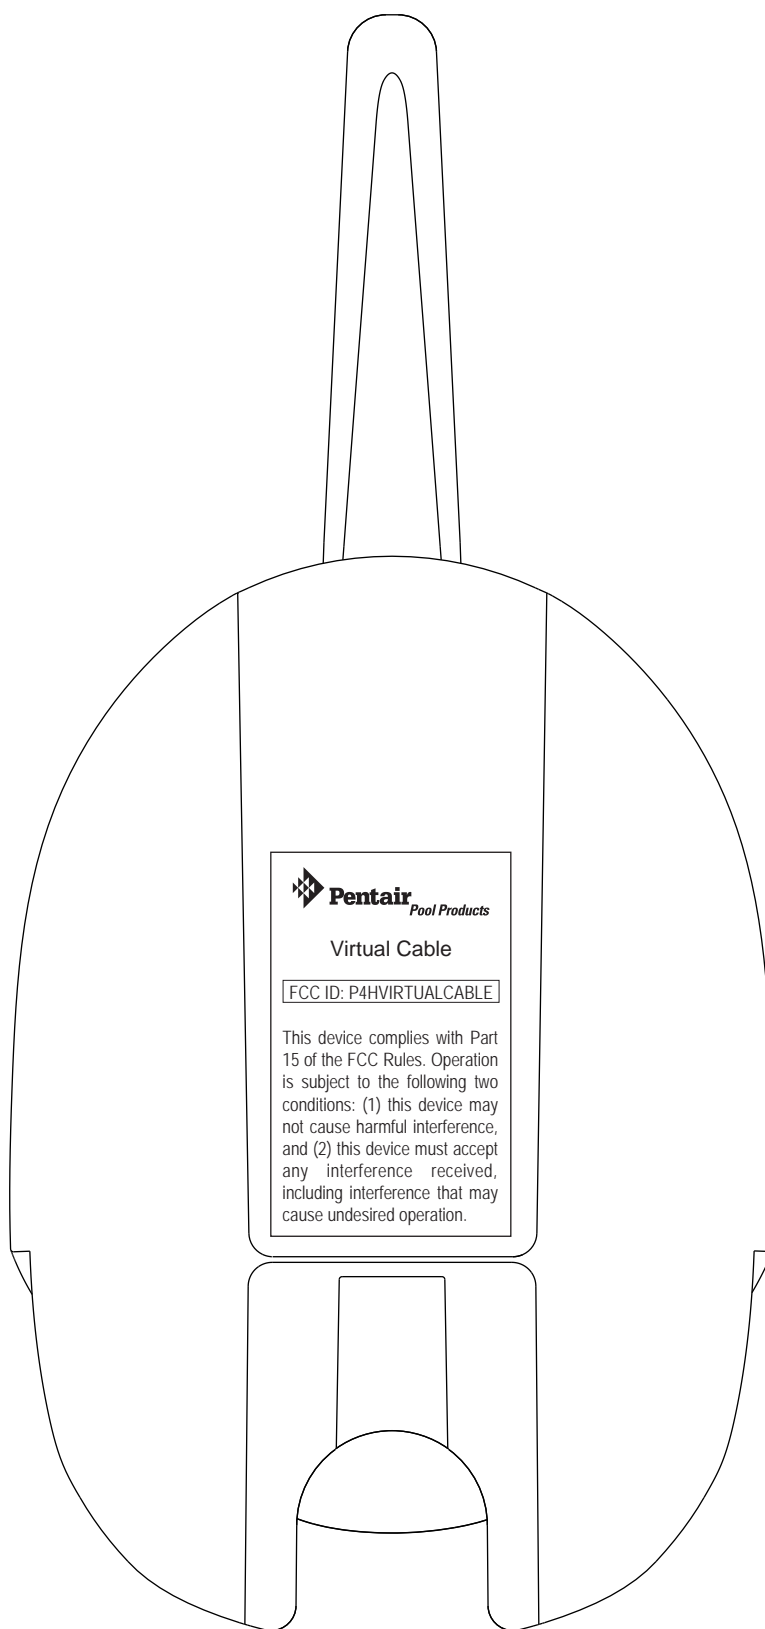 Pentair
Pool Products
Virtual Cable
FCC ID: P4HVIRTUALCABLE
This device complies with Part
15 of the FCC Rules. Operation
is subject to the following two
conditions: (1) this device may
not cause harmful interference,
and (2) this device must accept
any interference received,
including interference that may
cause undesired operation.